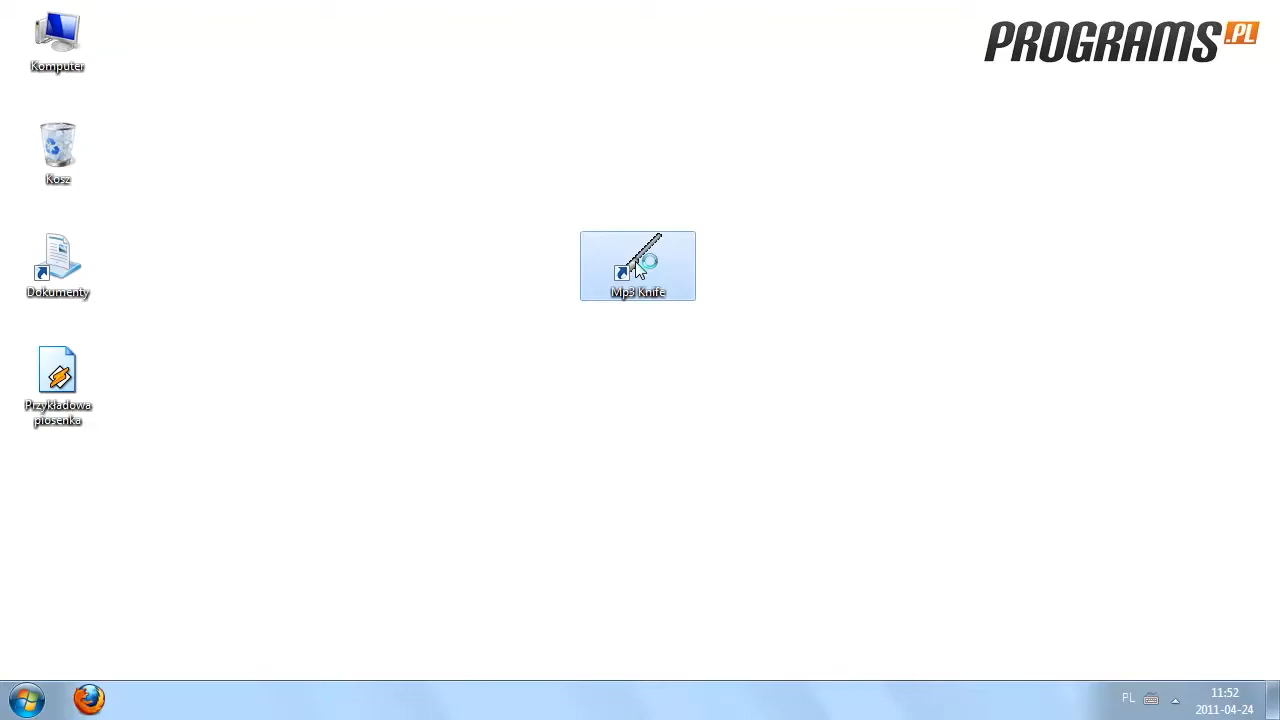 Komputer
PROGRAMS.PL
Kosz
Mp3 Knife
Dokumenty
Przykładowa
piosenka
PL
11:52
2011-04-24